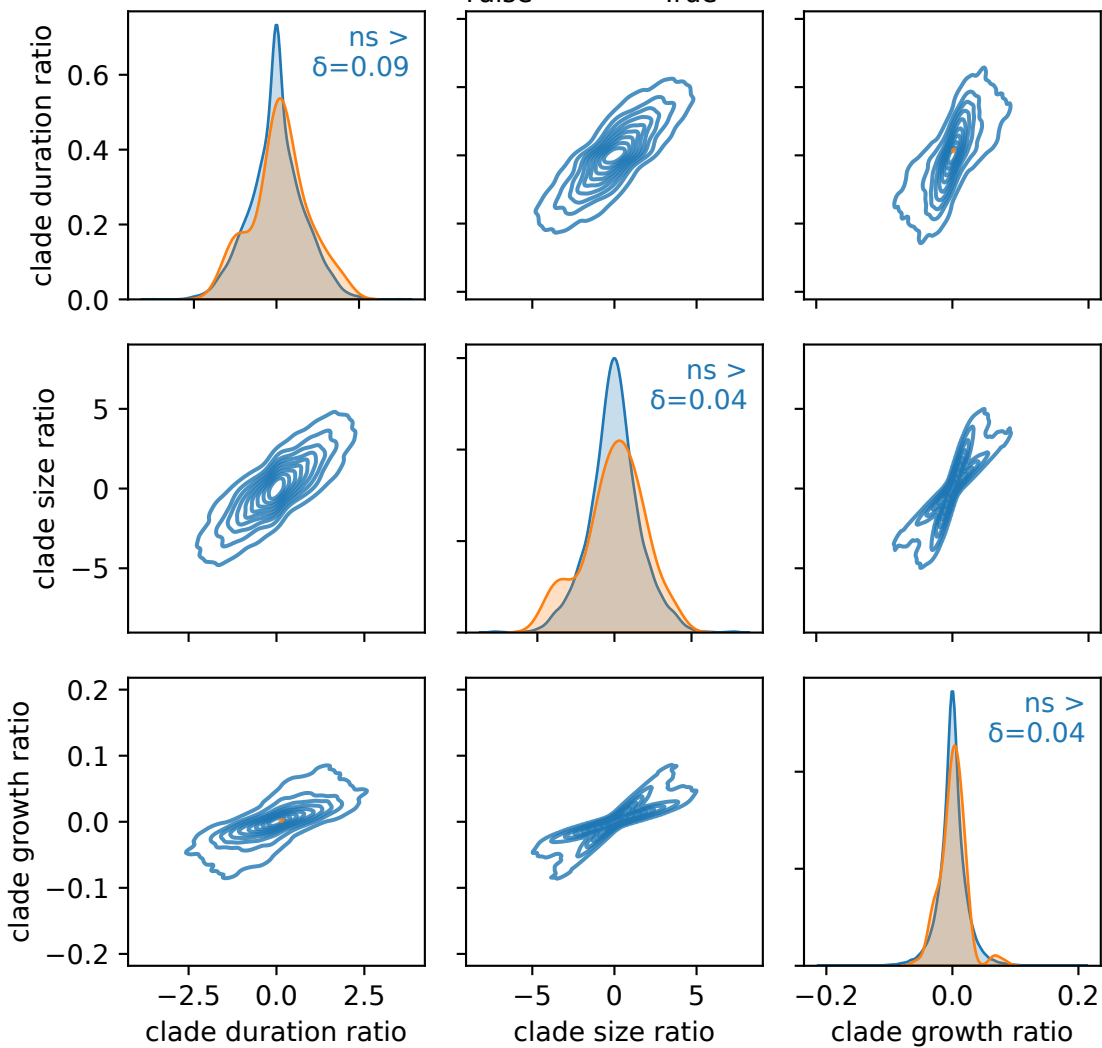 ns >
δ=0.09
clade duration ratio
0.6
0.4
0.2
0.0
ns >
δ=0.04
clade size ratio
5
0
−5
ns >
δ=0.04
clade growth ratio
0.2
0.1
0.0
−0.1
−0.2
−2.5 0.0 2.5
−5 0 5
−0.2 0.0 0.2
clade duration ratio
clade size ratio
clade growth ratio